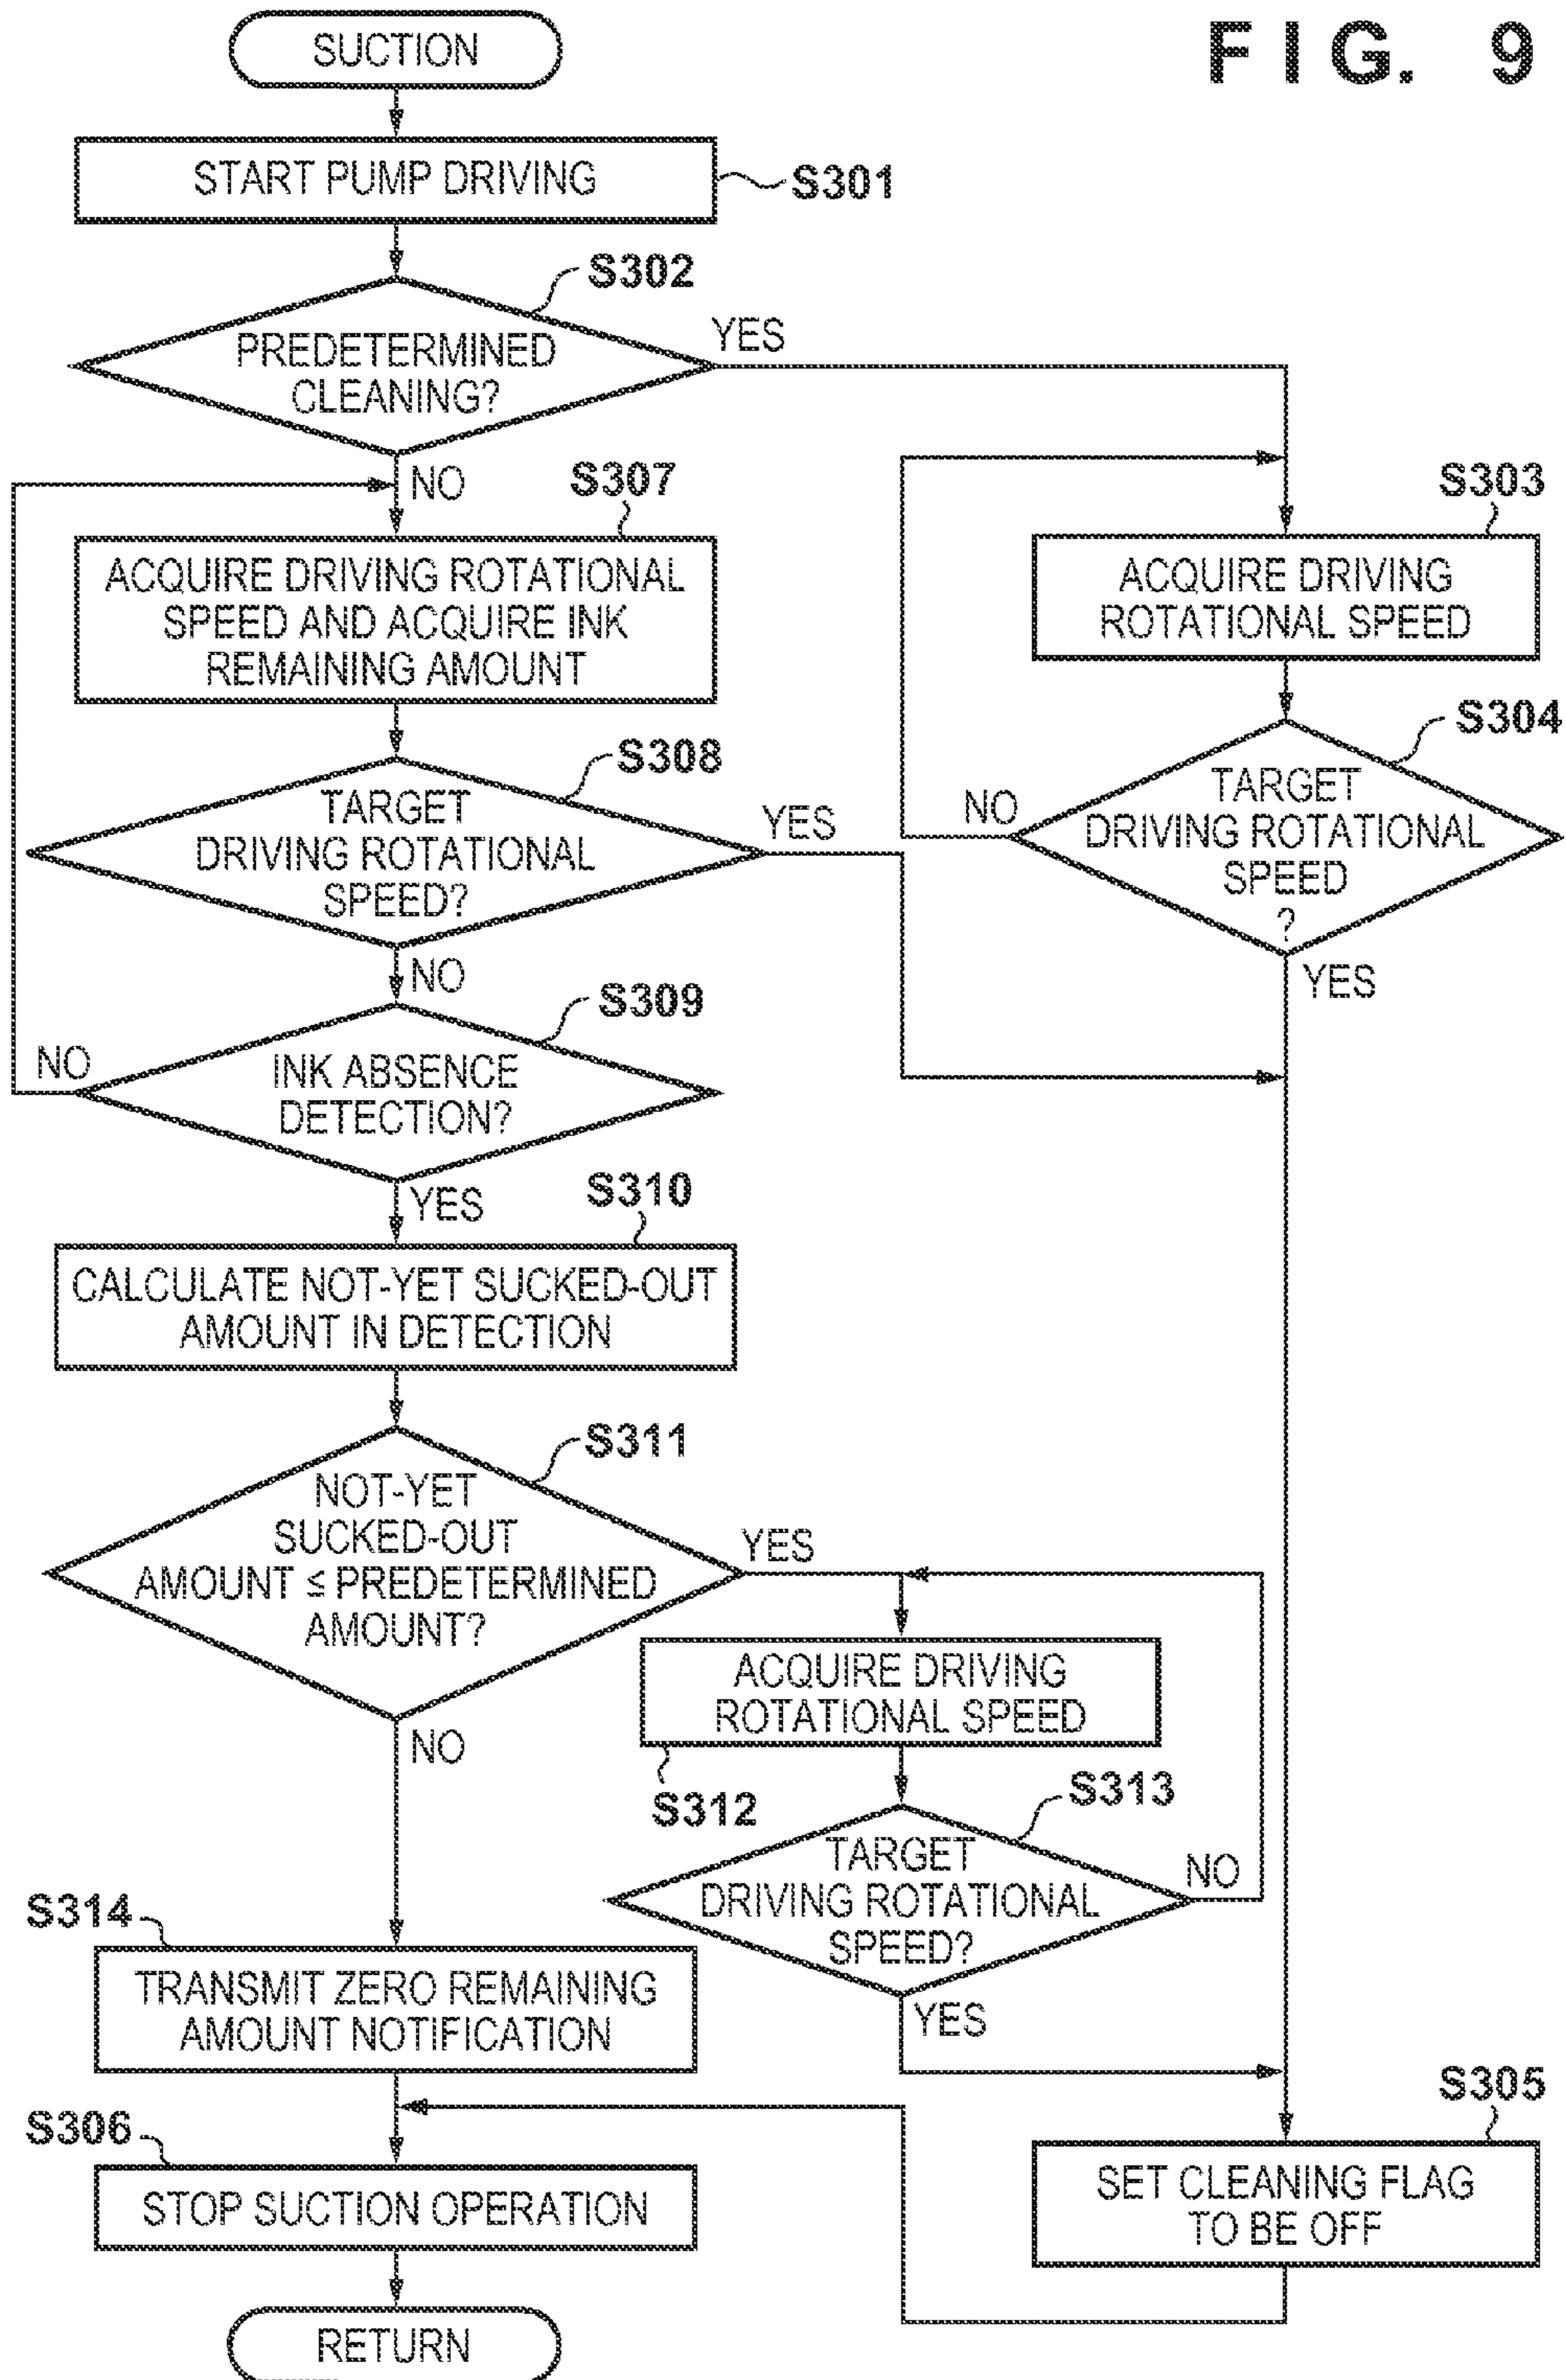 FIG. 9
SUCTION
START PUMP DRIVING
S301
S302
PREDETERMINED
CLEANING?
YES
NO
S307
ACQUIRE DRIVING ROTATIONAL
SPEED AND ACQUIRE INK
REMAINING AMOUNT
S303
ACQUIRE DRIVING
ROTATIONAL SPEED
S308
TARGET
DRIVING ROTATIONAL
SPEED?
YES
NO
S304
TARGET
DRIVING ROTATIONAL
SPEED
?
NO
YES
S309
INK ABSENCE
DETECTION?
NO
YES
S310
CALCULATE NOT-YET SUCKED-OUT
AMOUNT IN DETECTION
S311
NOT-YET
SUCKED-OUT
AMOUNT ≤ PREDETERMINED
AMOUNT?
YES
NO
ACQUIRE DRIVING
ROTATIONAL SPEED
S312
S313
TARGET
DRIVING ROTATIONAL
SPEED?
NO
YES
S314
TRANSMIT ZERO REMAINING
AMOUNT NOTIFICATION
S305
SET CLEANING FLAG
TO BE OFF
S306
STOP SUCTION OPERATION
RETURN